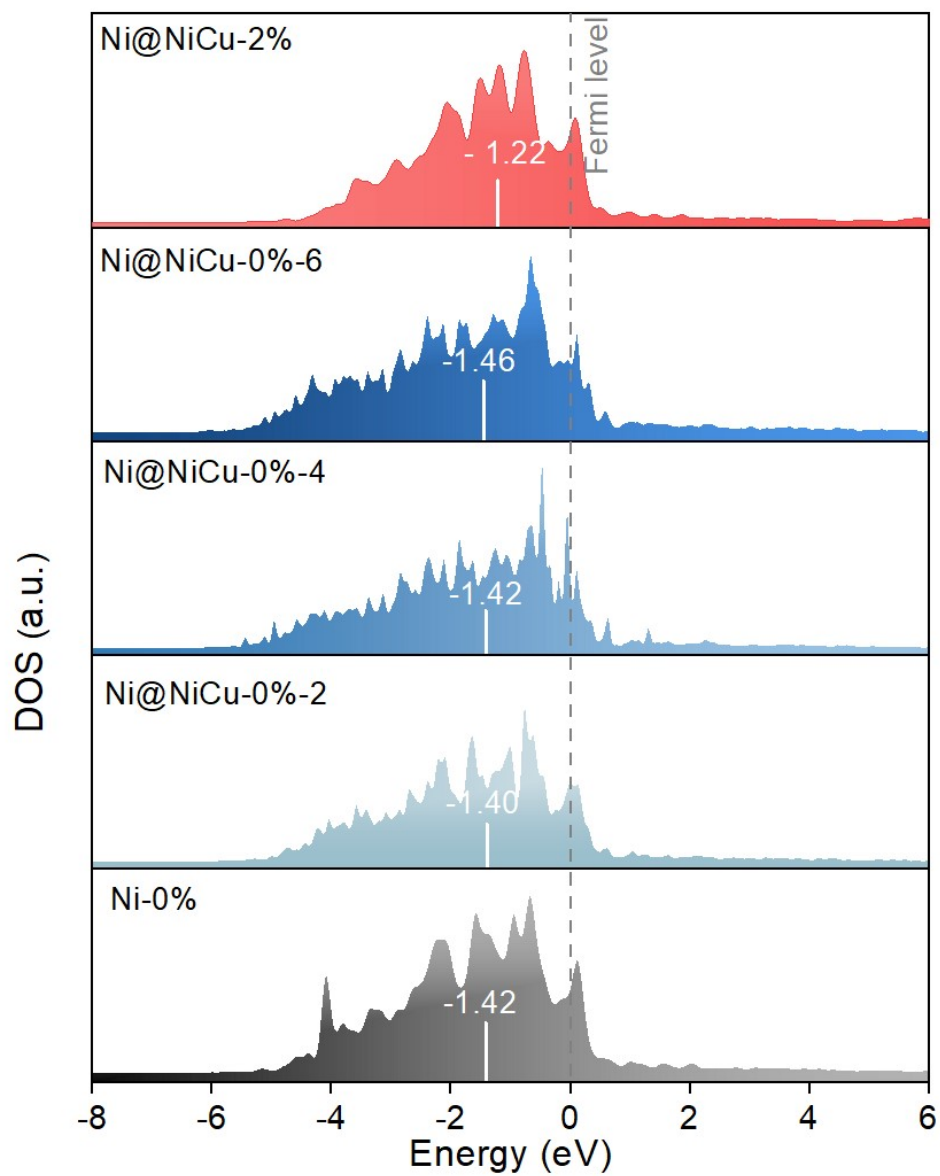 Ni@NiCu-2%
Fermi level
- 1.22
Ni@NiCu-0%-6
-1.46
Ni@NiCu-0%-4
-1.42
Ni@NiCu-0%-2
-1.40
Ni-0%
-1.42
DOS (a.u.)
-8 -6 -4 -2 0 2 4 6
Energy (eV)